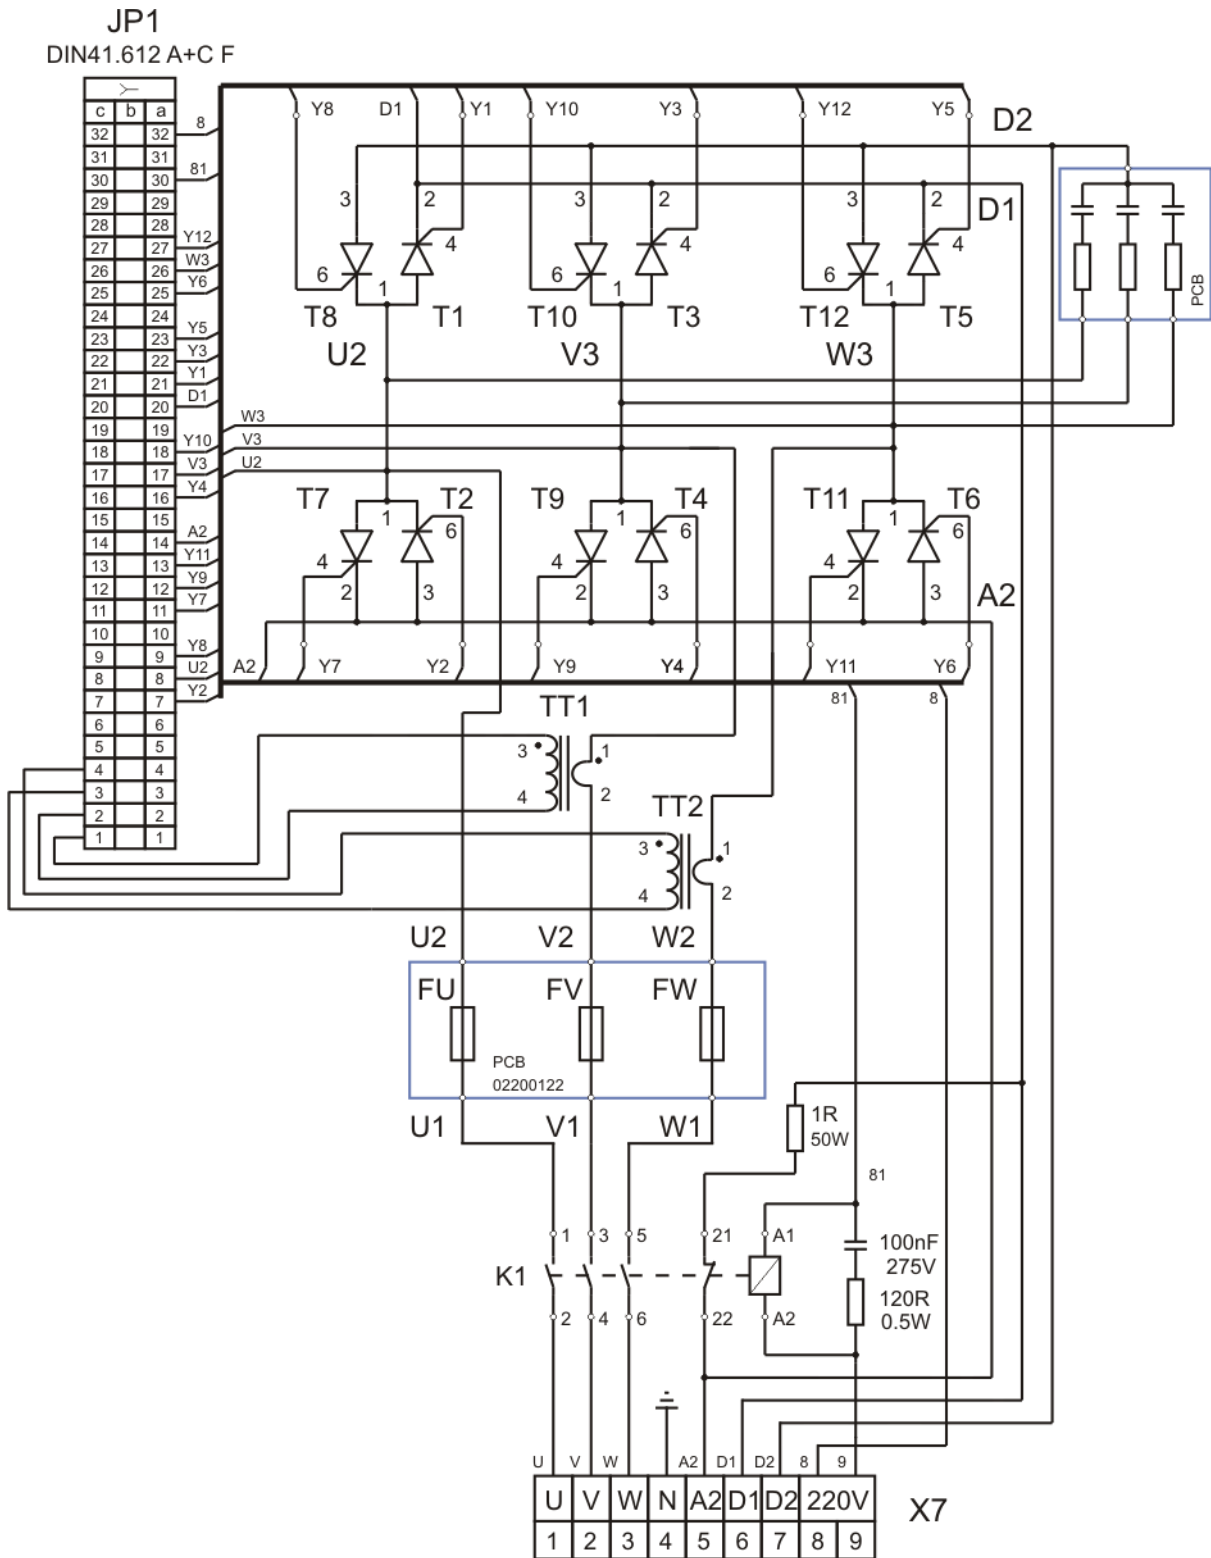 JP1
DIN41.612 A+C F
Y
c b a
32 32 8
31 31
30 30 81
29 29
28 28
27 27 Y12
26 26 W3
25 25 Y6
24 24
23 23 Y5
22 22 Y3
21 21 Y1
20 20 D1
19 19
18 18 Y10
17 17 V3
16 16 Y4
15 15
14 14 A2
13 13 Y11
12 12 Y9
11 11 Y7
10 10
9 9 Y8
8 8 U2
7 7 Y2
6 6
5 5
4 4
3 3
2 2
1 1
Y8 D1 Y1 Y10 Y3 Y12 Y5
D2
3 2 3 2 3 2
D1
4 4 4
6 1 6 1 6 1
PCB
T8 T1 T10 T3 T12 T5
U2 V3 W3
W3
V3
U2
T7 T2 T9 T4 T11 T6
1 6 1 6 1 6
4 4 4
2 3 2 3 2 3
A2
A2 Y7 Y2 Y9 Y4 Y11 Y6
81 8
TT1
3 1
4 2
TT2
3 1
4 2
U2 V2 W2
FU FV FW
PCB
02200122
U1 V1 W1
1R
50W
81
1 3 5 21 A1
100nF
275V
K1
120R
0.5W
2 4 6 22 A2
U V W A2 D1 D2 8 9
U V W N A2 D1 D2 220V
X7
1 2 3 4 5 6 7 8 9